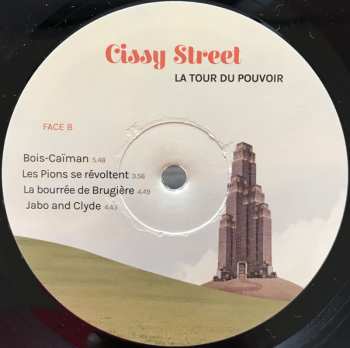 Cissy Street
LA TOUR DU POUVOIR
FACE B
Bois-Caïman 5:48
Les Pions se révoltent 3:56
La bourrée de Brugière 4:49
Jabo and Clyde 4:43